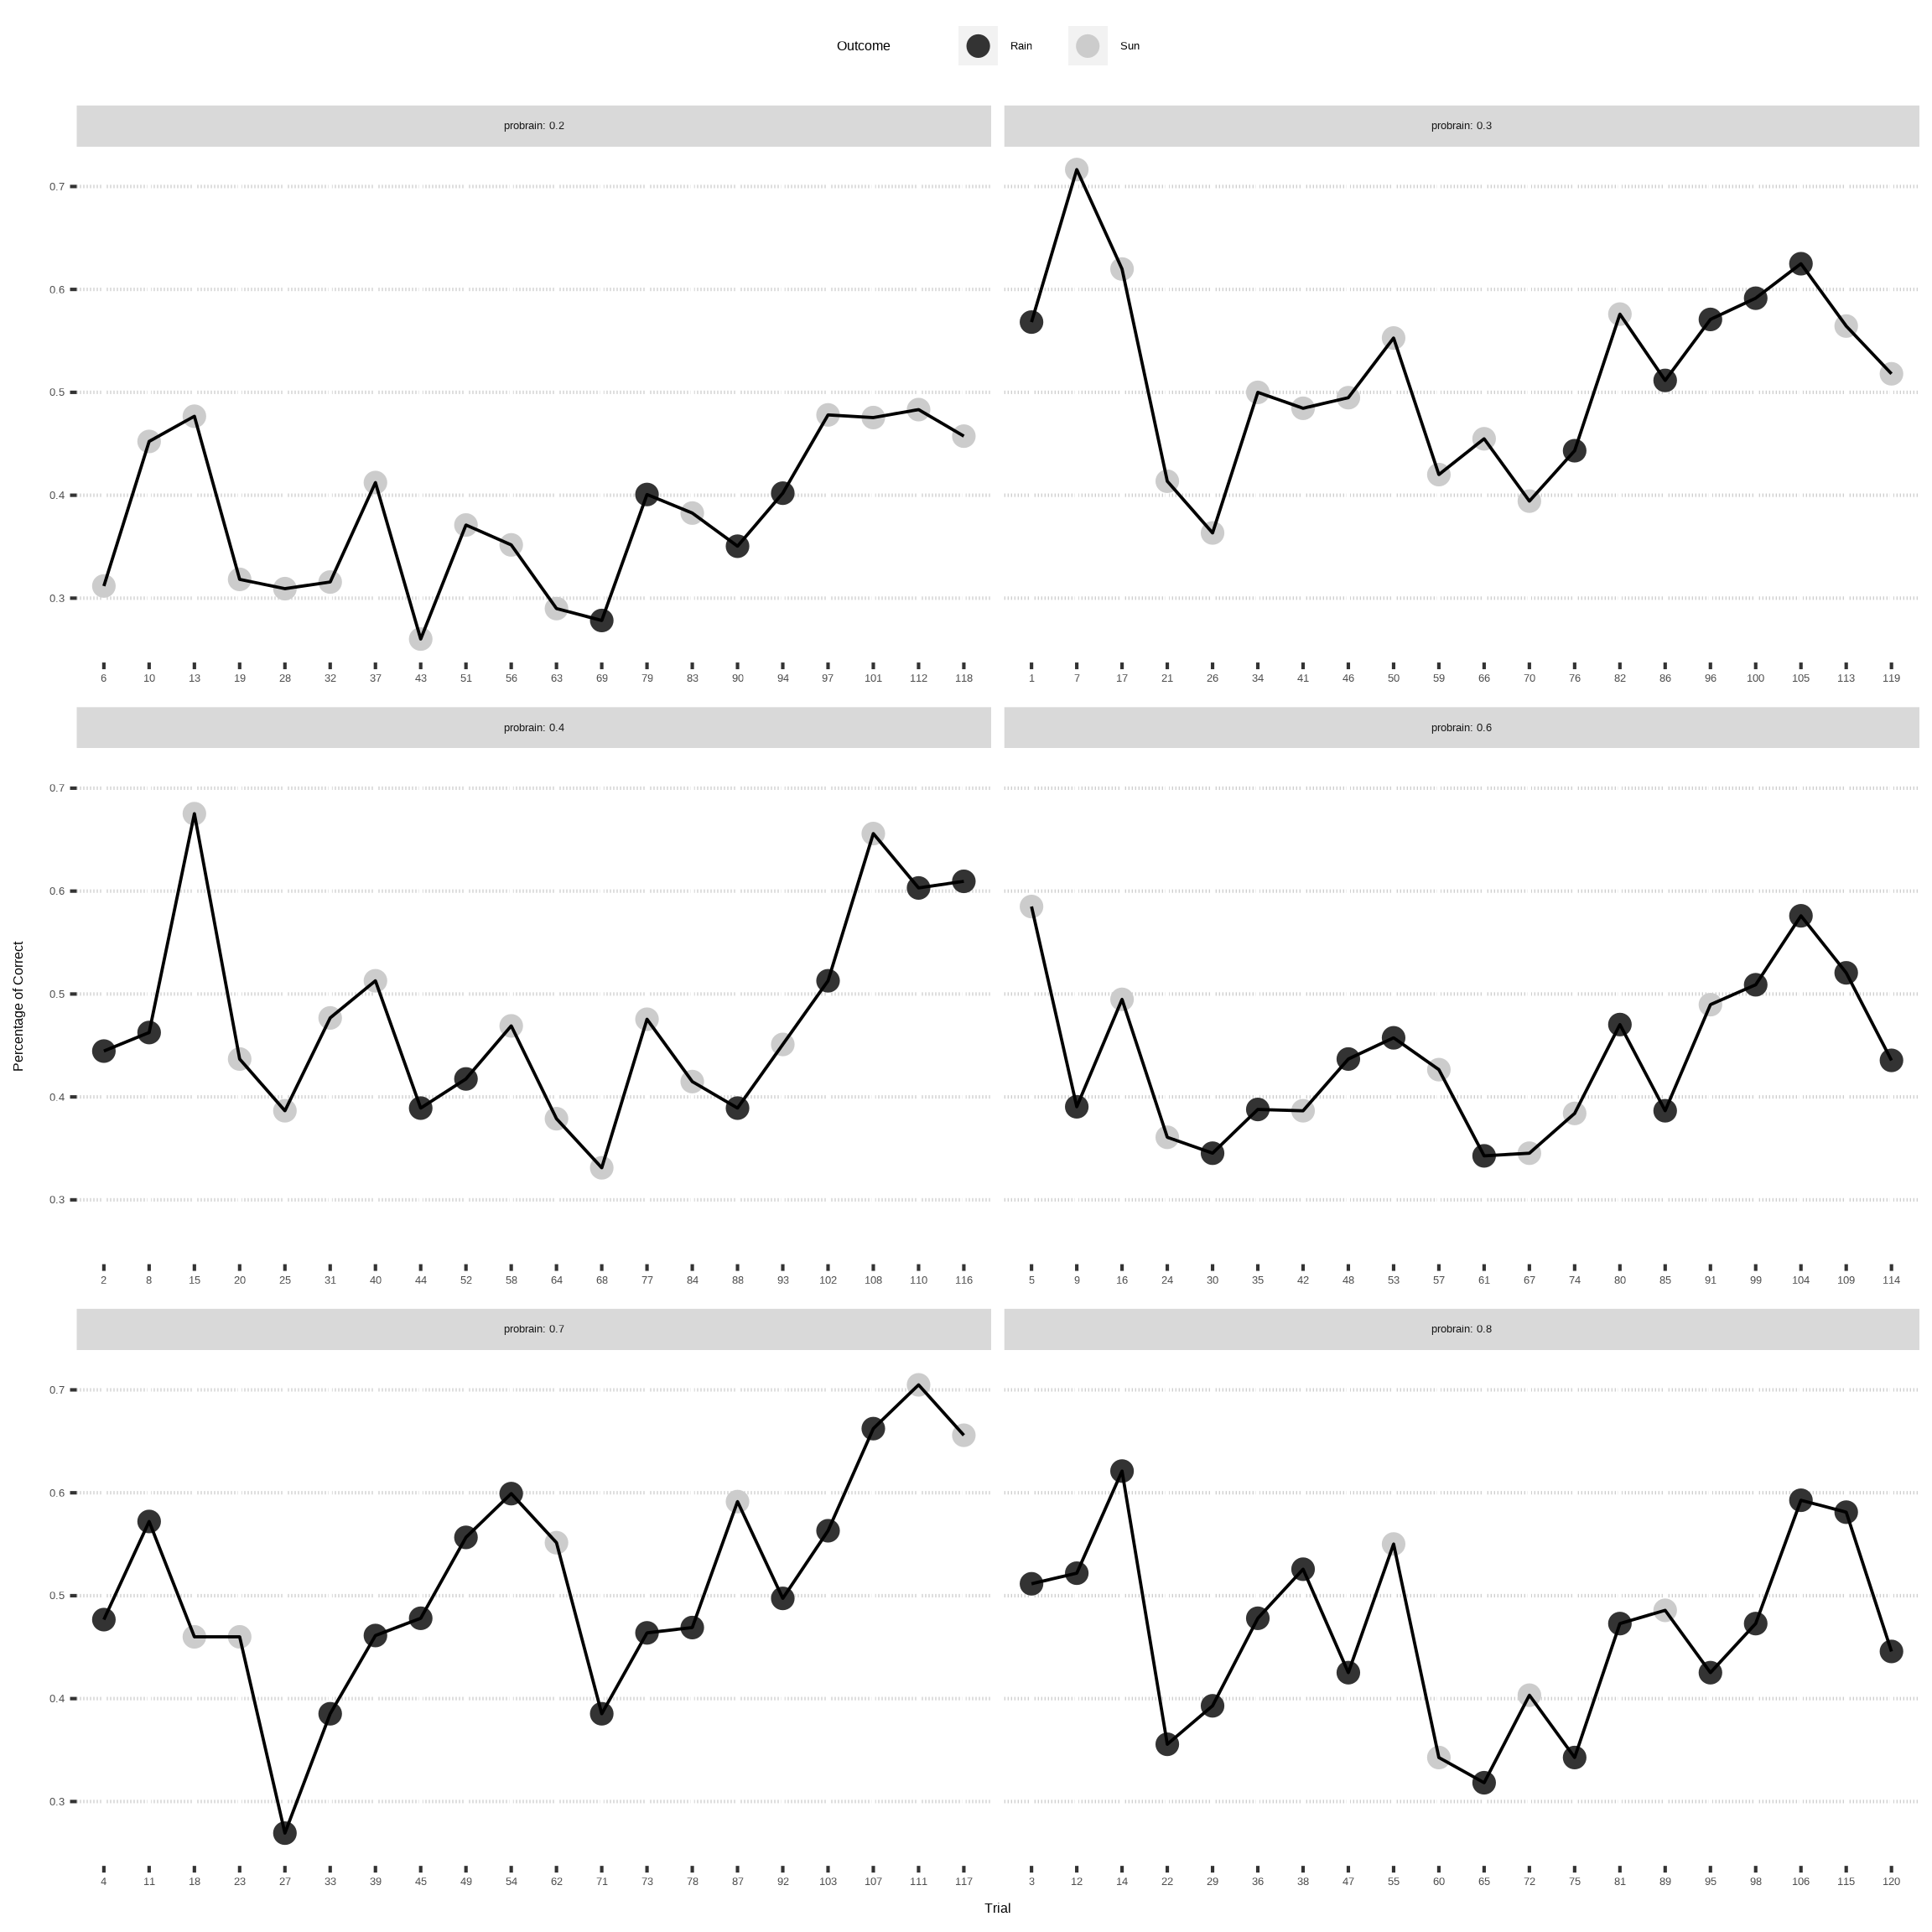 Outcome Rain Sun
probrain: 0.2 probrain: 0.3
0.7
0.6
0.5
0.4
0.3
6 10 13 19 28 32 37 43 51 56 63 69 79 83 90 94 97 101 112 118
1 7 17 21 26 34 41 46 50 59 66 70 76 82 86 96 100 105 113 119
probrain: 0.4 probrain: 0.6
0.7
0.6
0.5
0.4
0.3
Percentage of Correct
2 8 15 20 25 31 40 44 52 58 64 68 77 84 88 93 102 108 110 116
5 9 16 24 30 35 42 48 53 57 61 67 74 80 85 91 99 104 109 114
probrain: 0.7 probrain: 0.8
0.7
0.6
0.5
0.4
0.3
4 11 18 23 27 33 39 45 49 54 62 71 73 78 87 92 103 107 111 117
3 12 14 22 29 36 38 47 55 60 65 72 75 81 89 95 98 106 115 120
Trial